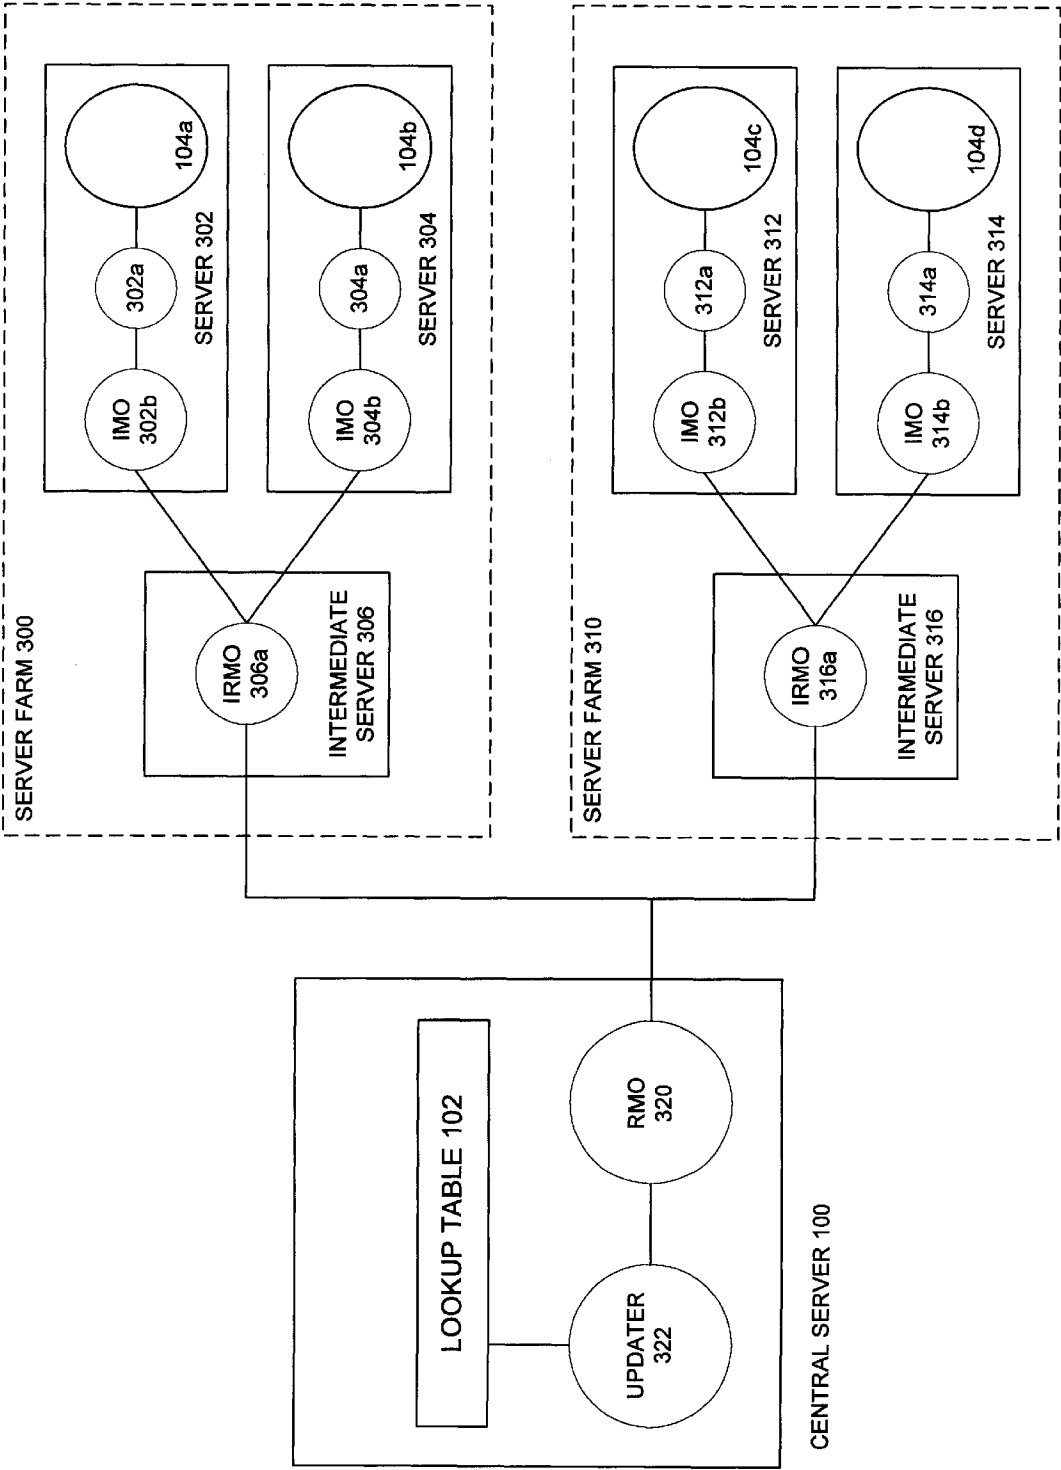 SERVER FARM 300
IRMO
306a
INTERMEDIATE
SERVER 306
IMO
302b
302a
104a
SERVER 302
IMO
304b
304a
104b
SERVER 304
SERVER FARM 310
IRMO
316a
INTERMEDIATE
SERVER 316
IMO
312b
312a
104c
SERVER 312
IMO
314b
314a
104d
SERVER 314
LOOKUP TABLE 102
UPDATER
322
RMO
320
CENTRAL SERVER 100